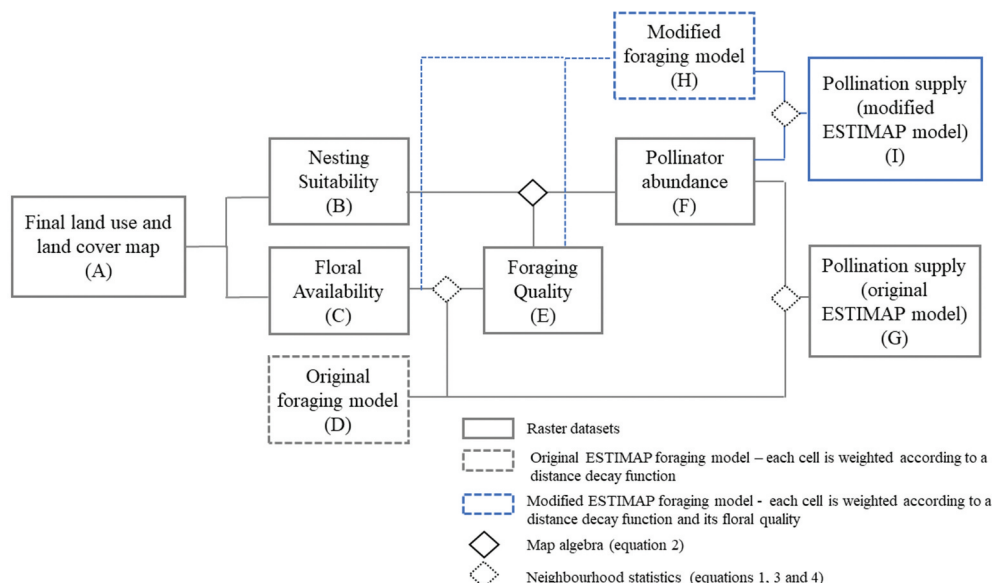 Modified
foraging model
(H)
Pollination supply
(modified
ESTIMAP model)
(I)
Nesting
Suitability
(B)
Pollinator
abundance
(F)
Final land use and
land cover map
(A)
Floral
Availability
(C)
Foraging
Quality
(E)
Pollination supply
(original
ESTIMAP model)
(G)
Original
foraging model
(D)
Raster datasets
Original ESTIMAP foraging model – each cell is weighted according to a
distance decay function
Modified ESTIMAP foraging model - each cell is weighted according to a
distance decay function and its floral quality
Map algebra (equation 2)
Neighbourhood statistics (equations 1, 3 and 4)